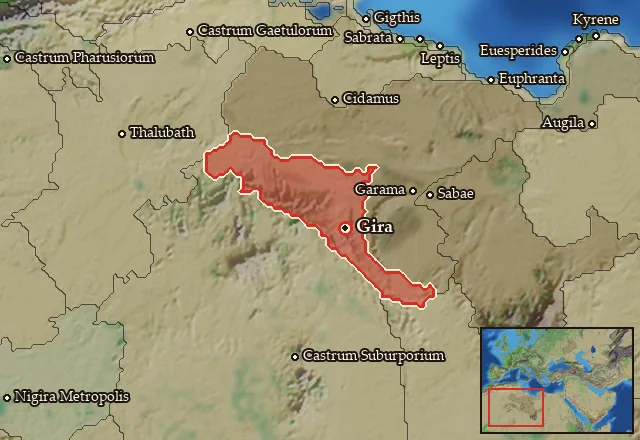 Gigthis
Kyrene
Castrum Gaetulorum
Sabrata
Euesperides
Castrum Pharusiorum
Leptis
Euphranta
Cidamus
Augila
Thalubath
Garama
Sabae
Gira
Castrum Suburporium
Nigira Metropolis